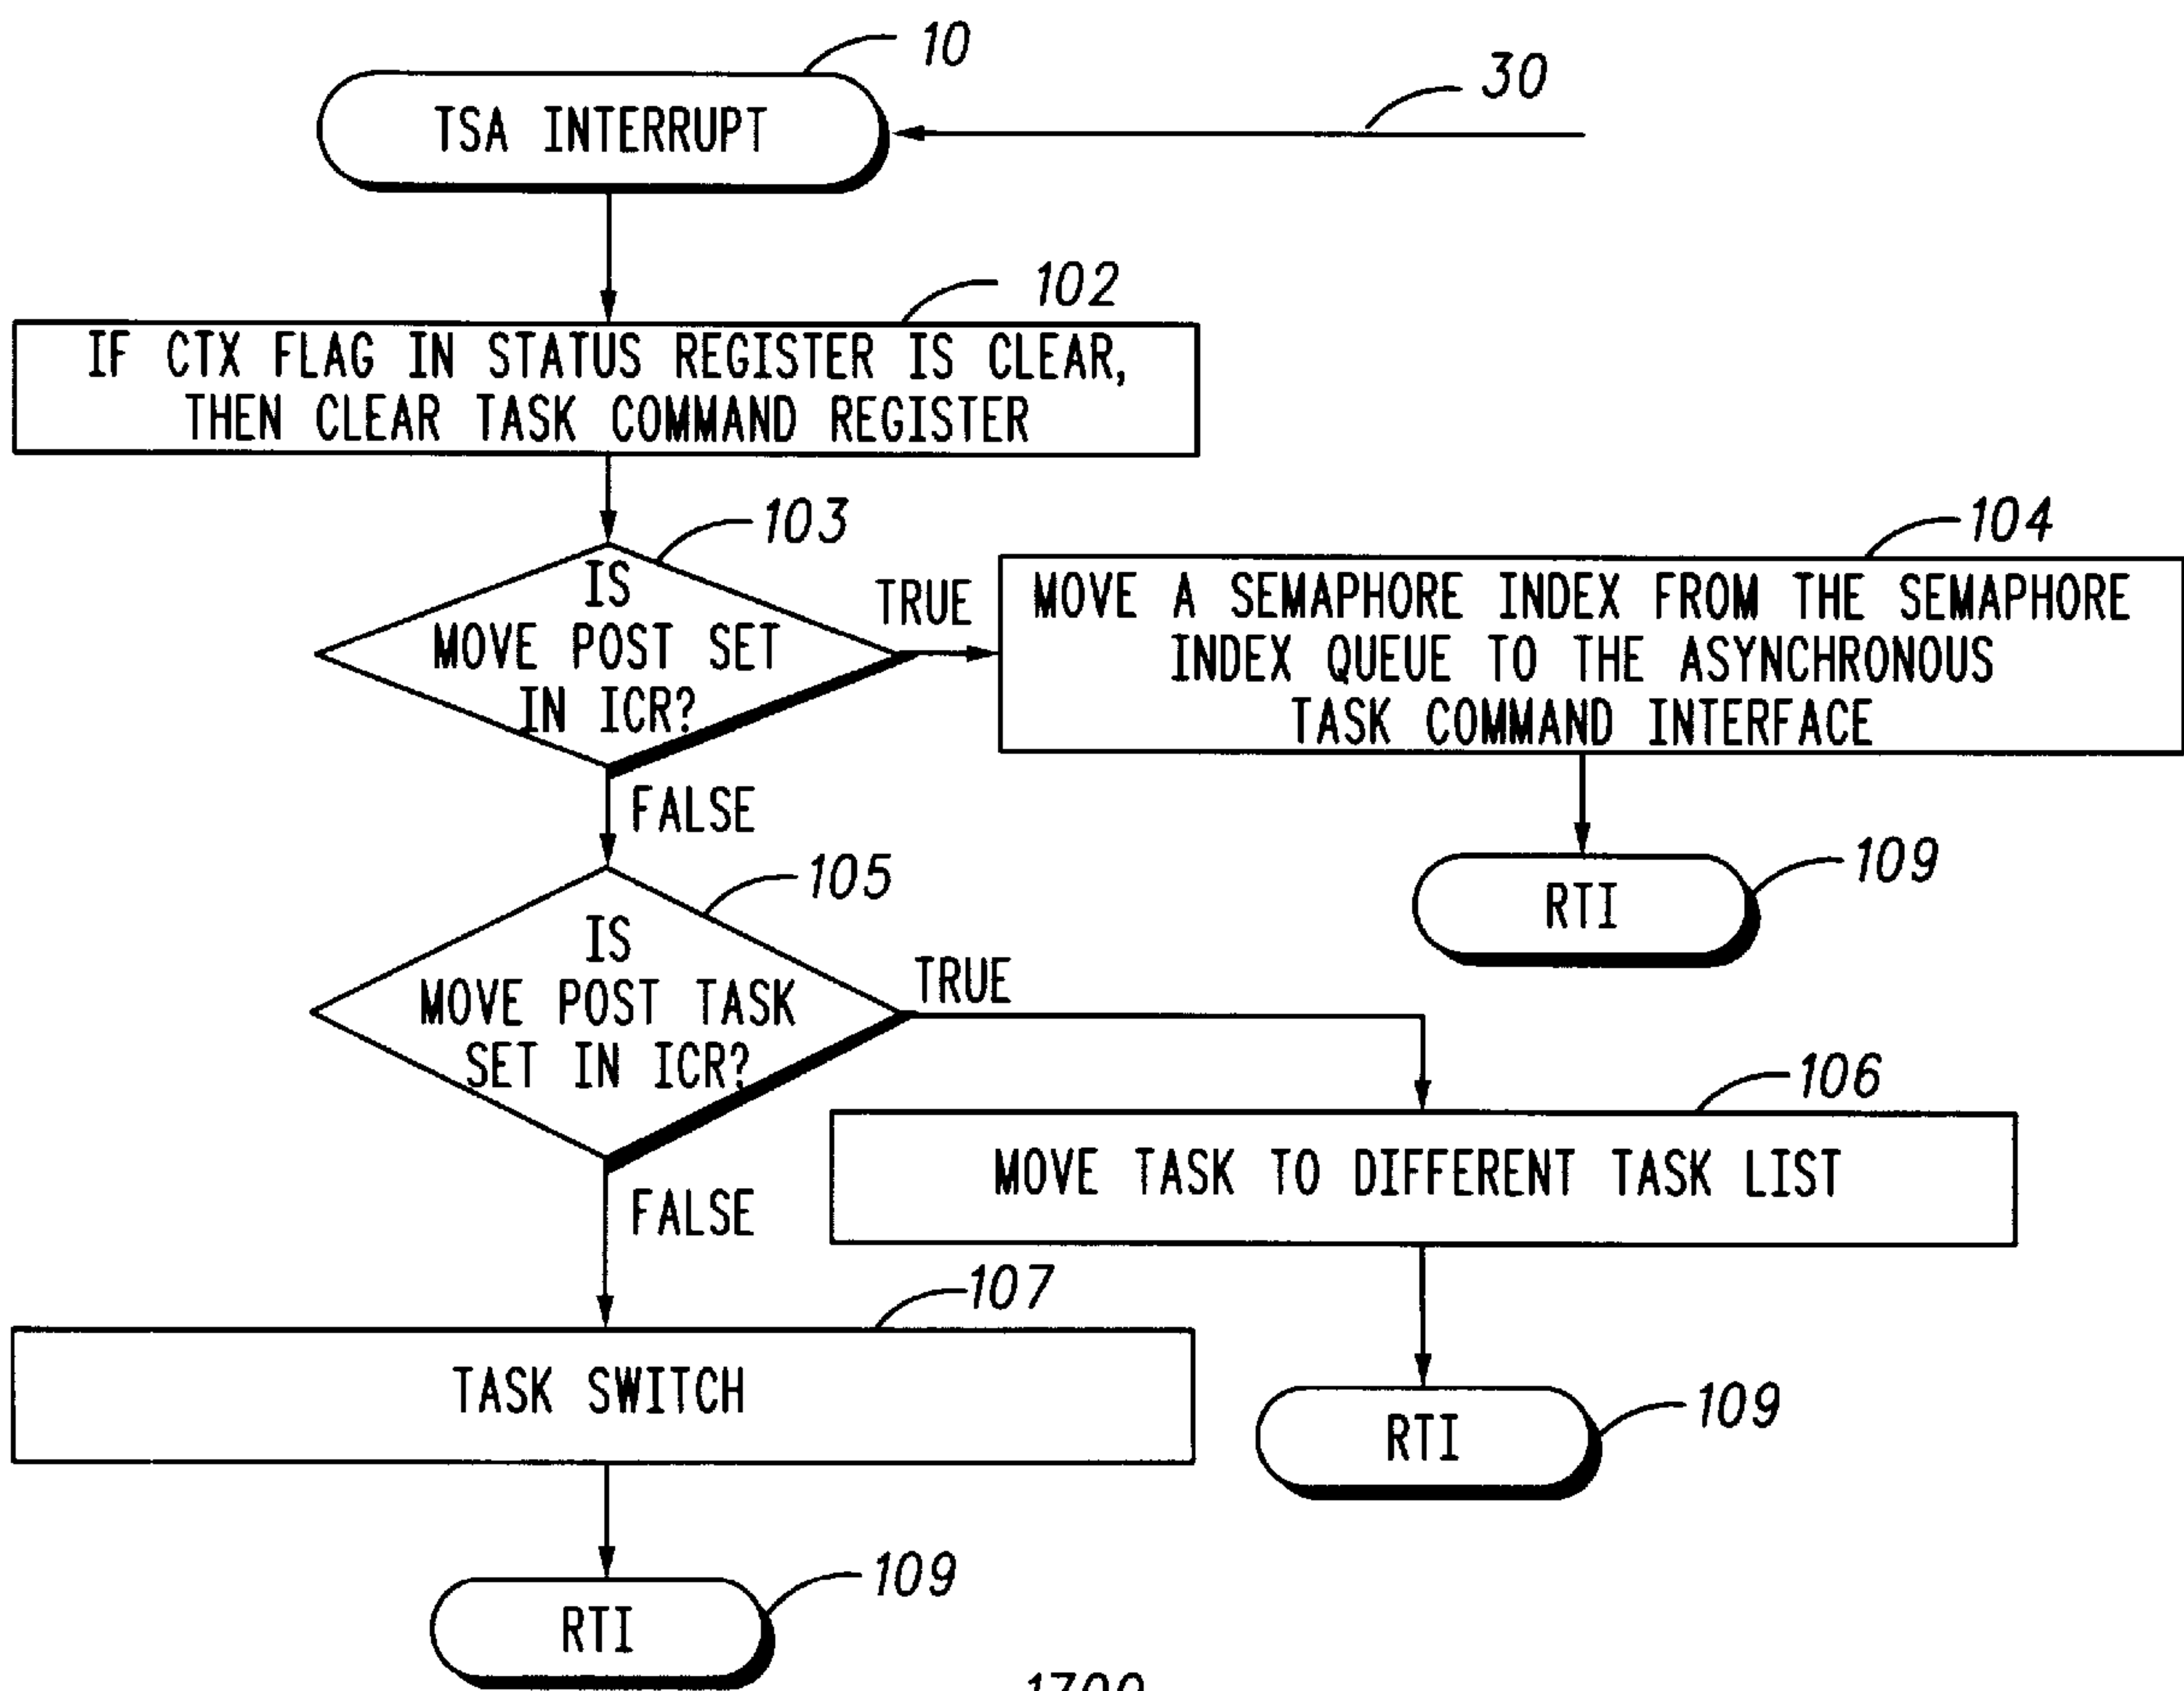 10
TSA INTERRUPT
30
102
IF CTX FLAG IN STATUS REGISTER IS CLEAR,
THEN CLEAR TASK COMMAND REGISTER
103
IS
MOVE POST SET
IN ICR?
TRUE
104
MOVE A SEMAPHORE INDEX FROM THE SEMAPHORE
INDEX QUEUE TO THE ASYNCHRONOUS
TASK COMMAND INTERFACE
FALSE
109
RTI
105
IS
MOVE POST TASK
SET IN ICR?
TRUE
106
MOVE TASK TO DIFFERENT TASK LIST
FALSE
107
TASK SWITCH
109
RTI
109
RTI